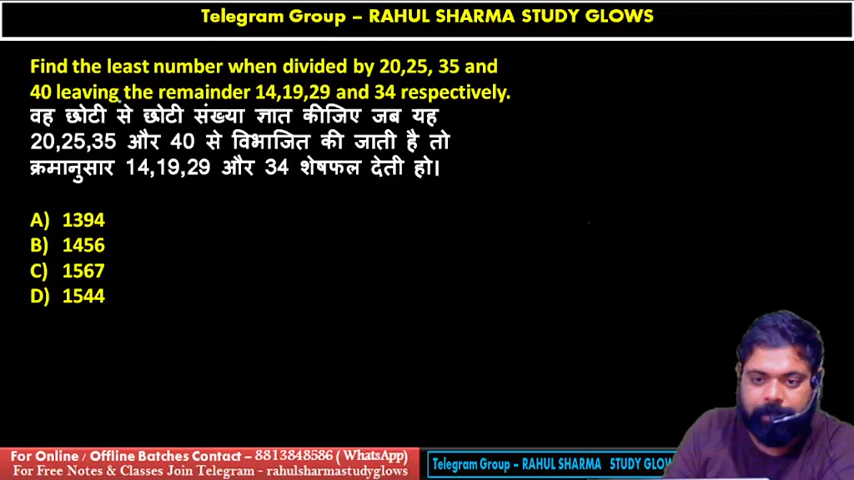 Telegram Group – RAHUL SHARMA STUDY GLOWS
Find the least number when divided by 20,25, 35 and
40 leaving the remainder 14,19,29 and 34 respectively.
वह छोटी से छोटी संख्या ज्ञात कीजिए जब यह
20,25,35 और 40 से विभाजित की जाती है तो
क्रमानुसार 14,19,29 और 34 शेषफल देती हो।
A) 1394
B) 1456
C) 1567
D) 1544
For Online / Offline Batches Contact – 8813848586 ( WhatsApp)
For Free Notes & Classes Join Telegram - rahulsharmastudyglows
Telegram Group – RAHUL SHARMA STUDY GLOW